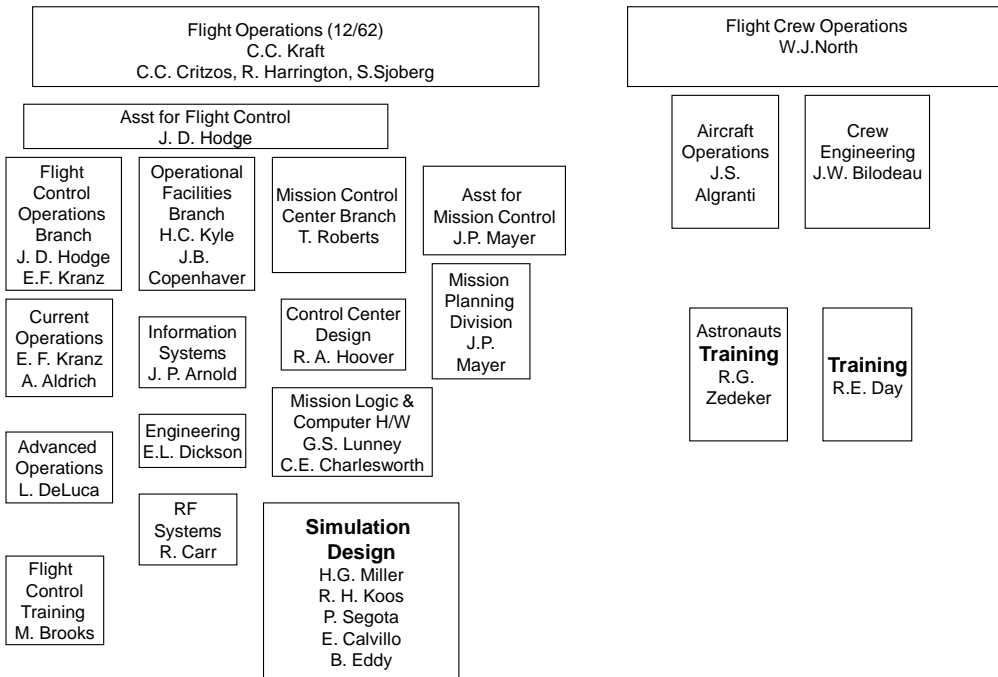 Flight Operations (12/62)
C.C. Kraft
C.C. Critzos, R. Harrington, S.Sjoberg
Flight Crew Operations
W.J.North
Asst for Flight Control
J. D. Hodge
Flight
Control
Operations
Branch
J. D. Hodge
E.F. Kranz
Operational
Facilities
Branch
H.C. Kyle
J.B.
Copenhaver
Mission Control
Center Branch
T. Roberts
Asst for
Mission Control
J.P. Mayer
Aircraft
Operations
J.S.
Algranti
Crew
Engineering
J.W. Bilodeau
Mission
Planning
Division
J.P.
Mayer
Current
Operations
E. F. Kranz
A. Aldrich
Information
Systems
J. P. Arnold
Control Center
Design
R. A. Hoover
Astronauts
Training
R.G.
Zedeker
Training
R.E. Day
Mission Logic &
Computer H/W
G.S. Lunney
C.E. Charlesworth
Advanced
Operations
L. DeLuca
Engineering
E.L. Dickson
RF
Systems
R. Carr
Simulation
Design
H.G. Miller
R. H. Koos
P. Segota
E. Calvillo
B. Eddy
Flight
Control
Training
M. Brooks